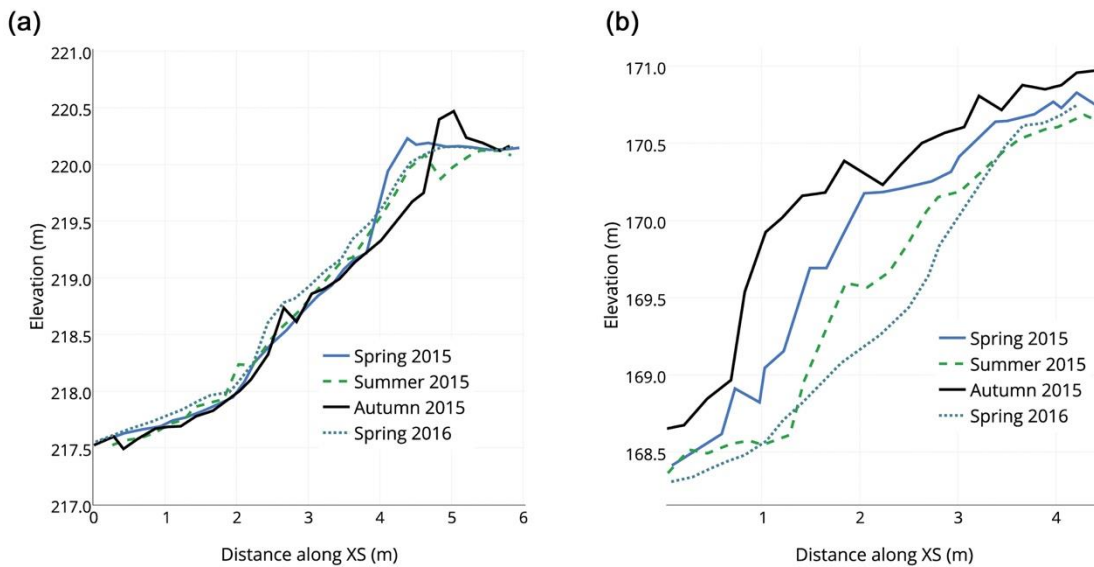 (a)
221.0
220.5
220.0
219.5
219.0
218.5
218.0
217.5
217.0
Elevation (m)
0 1 2 3 4 5 6
Distance along XS (m)
Spring 2015
Summer 2015
Autumn 2015
Spring 2016
(b)
171.0
170.5
170.0
169.5
169.0
168.5
Elevation (m)
1 2 3 4
Distance along XS (m)
Spring 2015
Summer 2015
Autumn 2015
Spring 2016